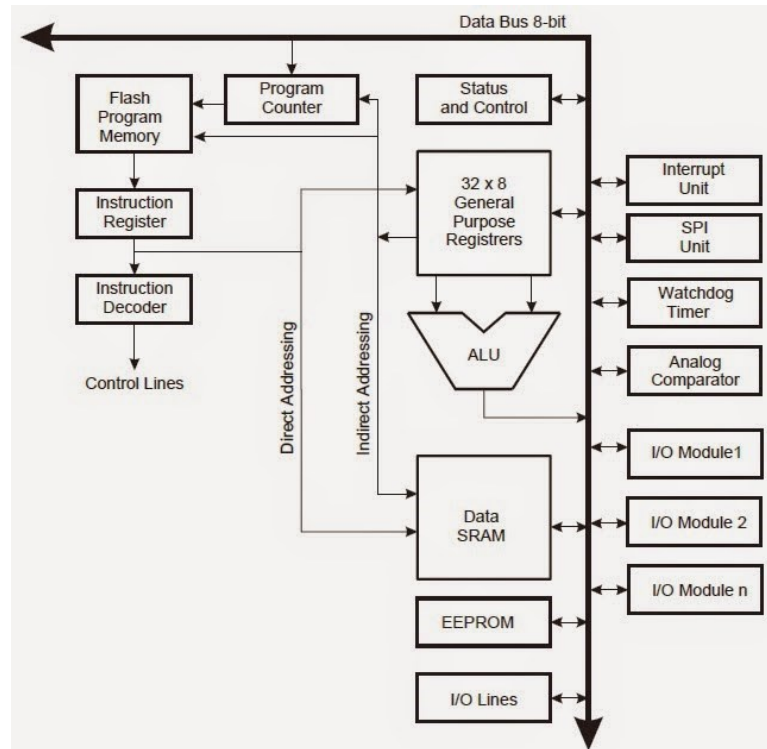 Data Bus 8-bit
Flash
Program
Memory
Program
Counter
Status
and Control
Instruction
Register
32 x 8
General
Purpose
Registrers
Interrupt
Unit
SPI
Unit
Instruction
Decoder
Watchdog
Timer
ALU
Control Lines
Analog
Comparator
Direct Addressing
Indirect Addressing
I/O Module1
Data
SRAM
I/O Module 2
I/O Module n
EEPROM
I/O Lines